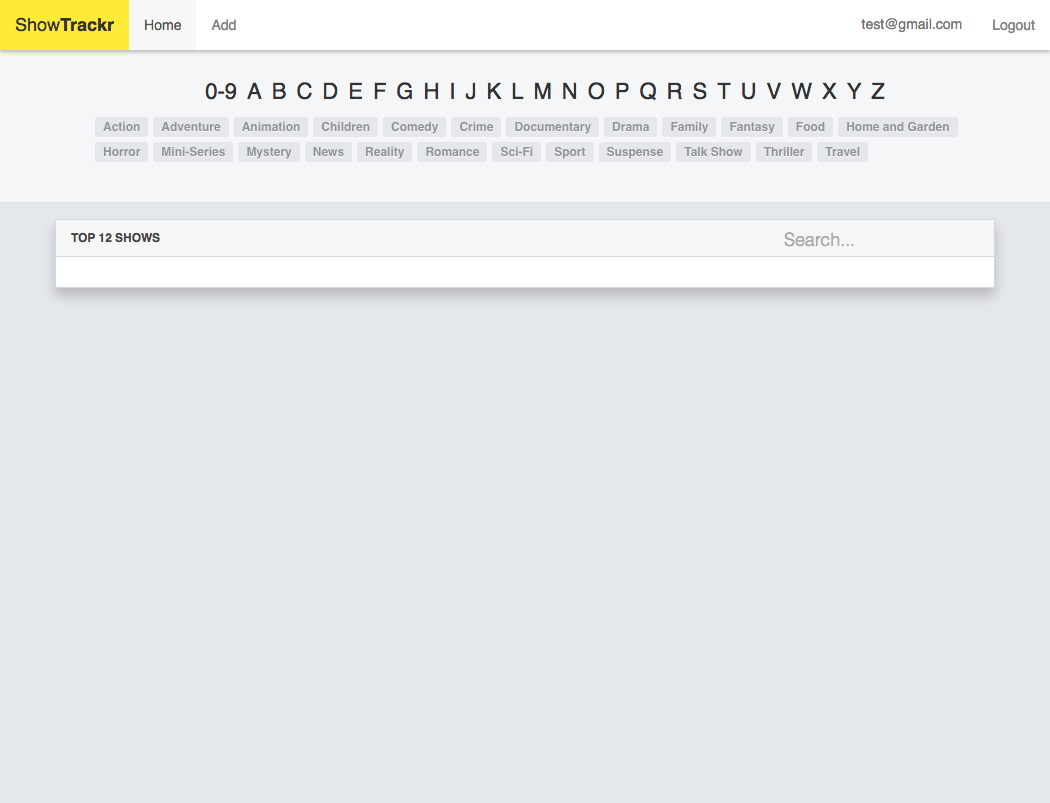 ShowTrackr Home Add test@gmail.com Logout
0-9 A B C D E F G H I J K L M N O P Q R S T U V W X Y Z
Action Adventure Animation Children Comedy Crime Documentary Drama Family Fantasy Food Home and Garden
Horror Mini-Series Mystery News Reality Romance Sci-Fi Sport Suspense Talk Show Thriller Travel
TOP 12 SHOWS Search...